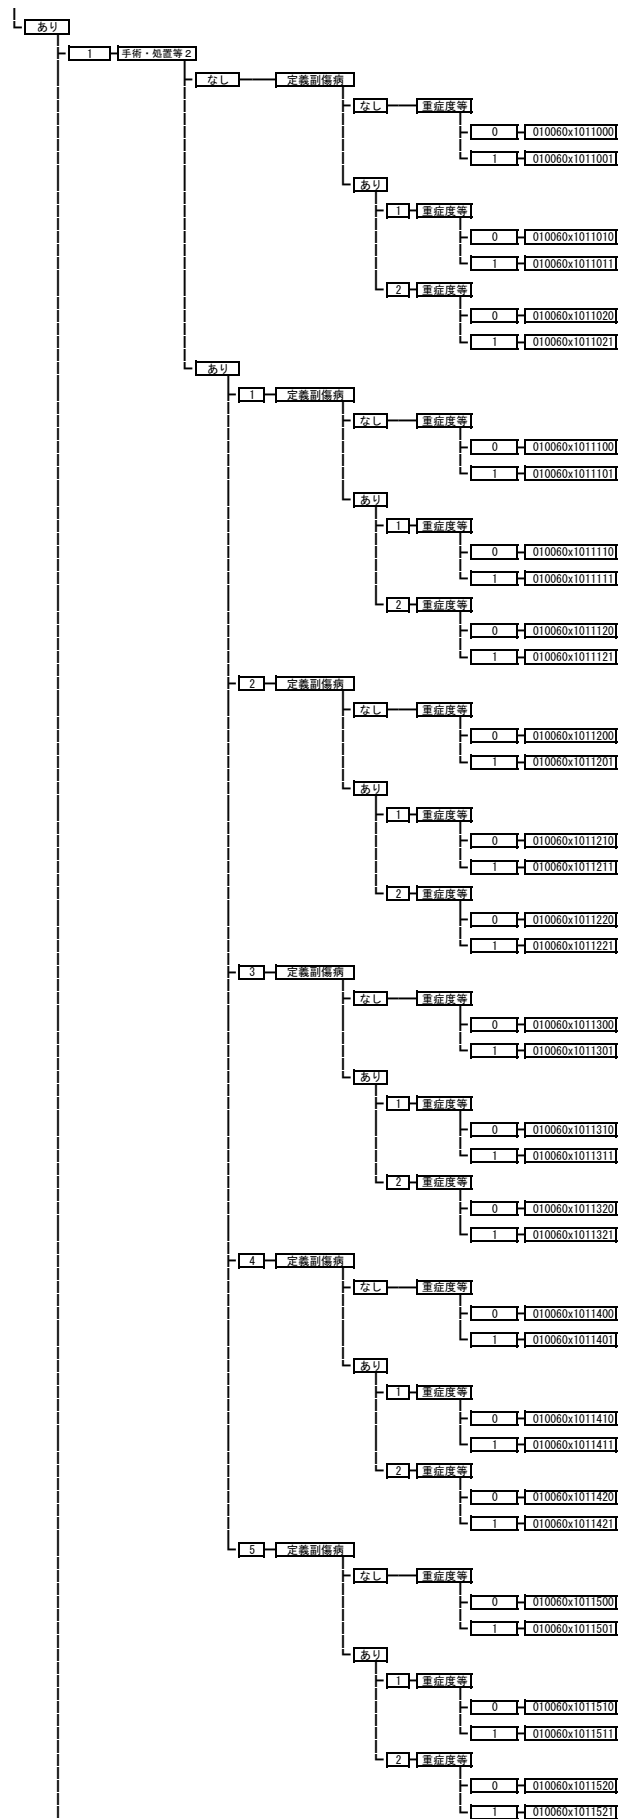 あり
1 手術・処置等2
なし 定義副傷病
なし 重症度等
0 010060x1011000
1 010060x1011001
あり
1 重症度等
0 010060x1011010
1 010060x1011011
2 重症度等
0 010060x1011020
1 010060x1011021
あり
1 定義副傷病
なし 重症度等
0 010060x1011100
1 010060x1011101
あり
1 重症度等
0 010060x1011110
1 010060x1011111
2 重症度等
0 010060x1011120
1 010060x1011121
2 定義副傷病
なし 重症度等
0 010060x1011200
1 010060x1011201
あり
1 重症度等
0 010060x1011210
1 010060x1011211
2 重症度等
0 010060x1011220
1 010060x1011221
3 定義副傷病
なし 重症度等
0 010060x1011300
1 010060x1011301
あり
1 重症度等
0 010060x1011310
1 010060x1011311
2 重症度等
0 010060x1011320
1 010060x1011321
4 定義副傷病
なし 重症度等
0 010060x1011400
1 010060x1011401
あり
1 重症度等
0 010060x1011410
1 010060x1011411
2 重症度等
0 010060x1011420
1 010060x1011421
5 定義副傷病
なし 重症度等
0 010060x1011500
1 010060x1011501
あり
1 重症度等
0 010060x1011510
1 010060x1011511
2 重症度等
0 010060x1011520
1 010060x1011521